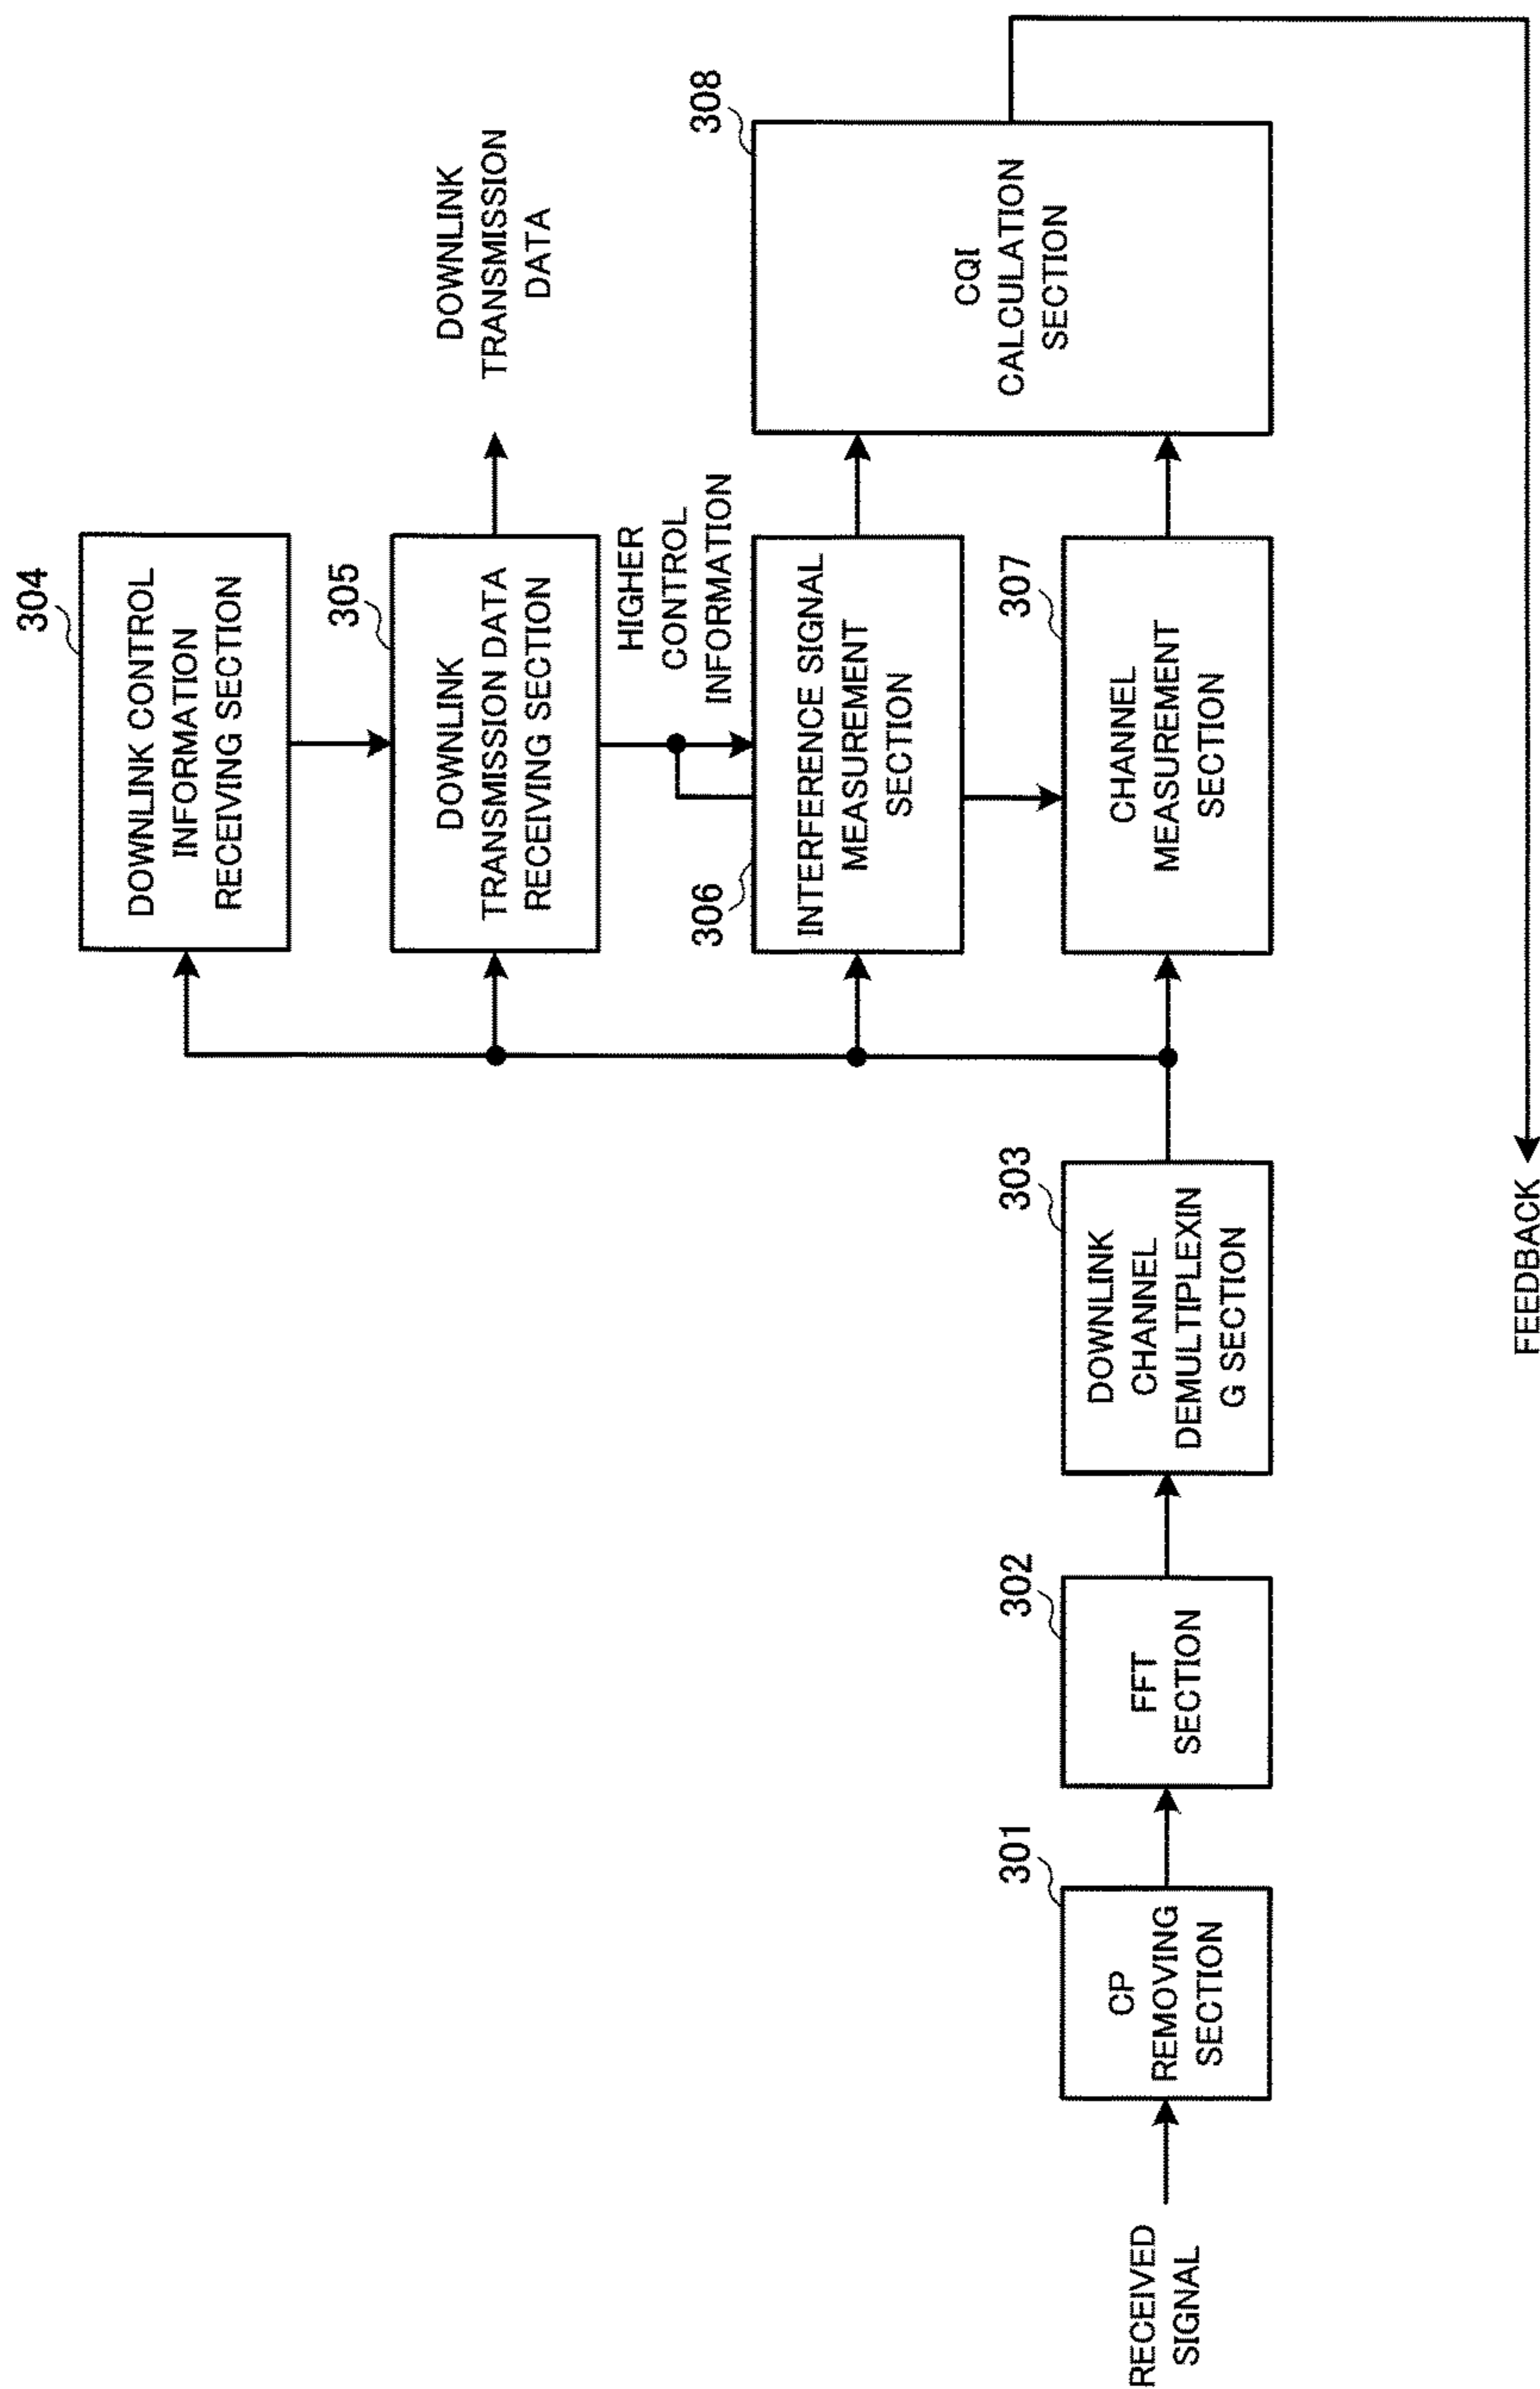 RECEIVED
SIGNAL
301
CP
REMOVING
SECTION
302
FFT
SECTION
303
DOWNLINK
CHANNEL
DEMULTIPLEXIN
G SECTION
304
DOWNLINK CONTROL
INFORMATION
RECEIVING SECTION
305
DOWNLINK
TRANSMISSION DATA
RECEIVING SECTION
DOWNLINK
TRANSMISSION
DATA
HIGHER
CONTROL
INFORMATION
306
INTERFERENCE SIGNAL
MEASUREMENT
SECTION
307
CHANNEL
MEASUREMENT
SECTION
308
CQI
CALCULATION
SECTION
FEEDBACK